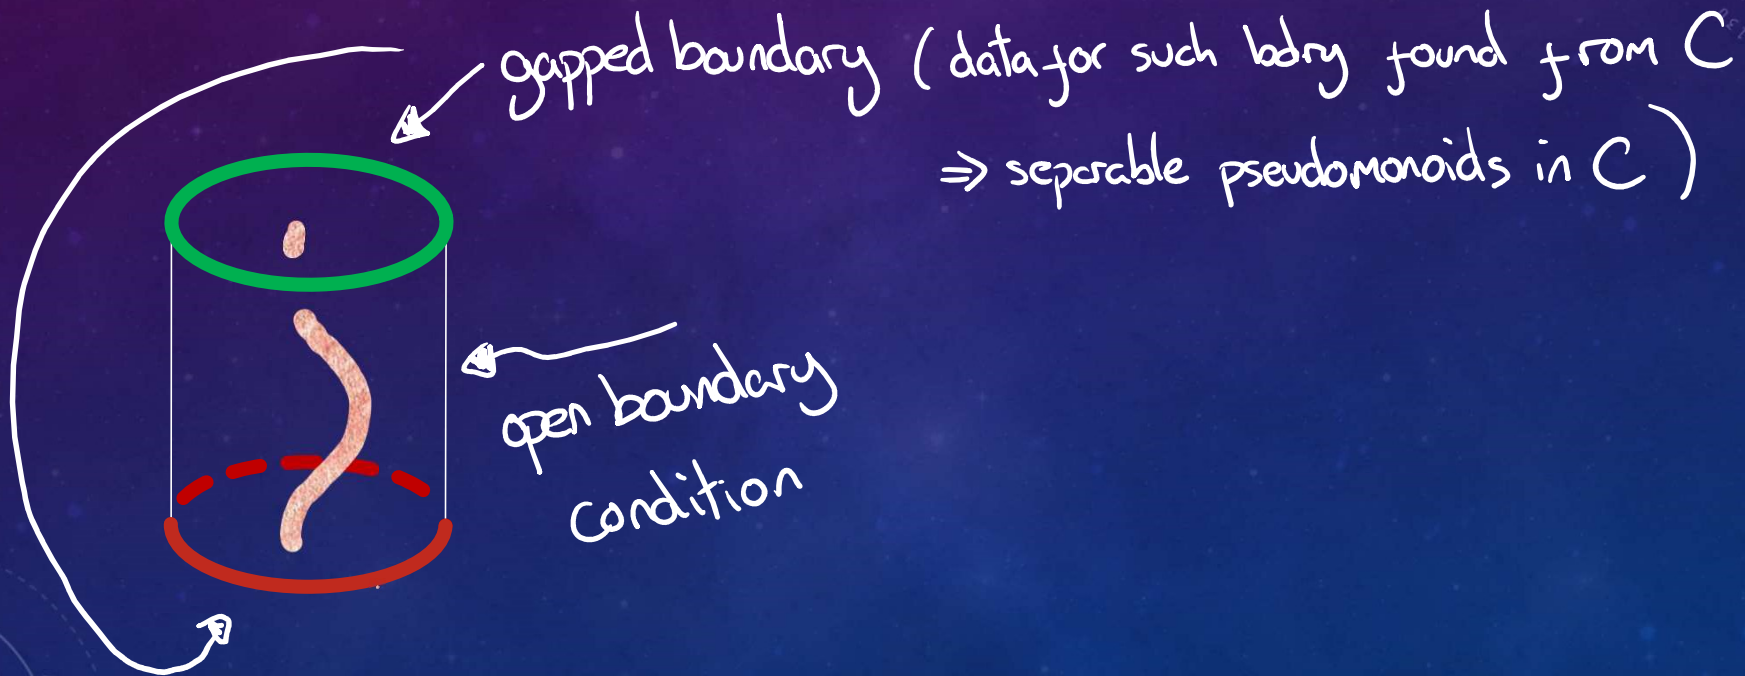 gapped boundary (data for such bdry found from C
⇒ separable pseudomonoids in C)
open boundary
condition